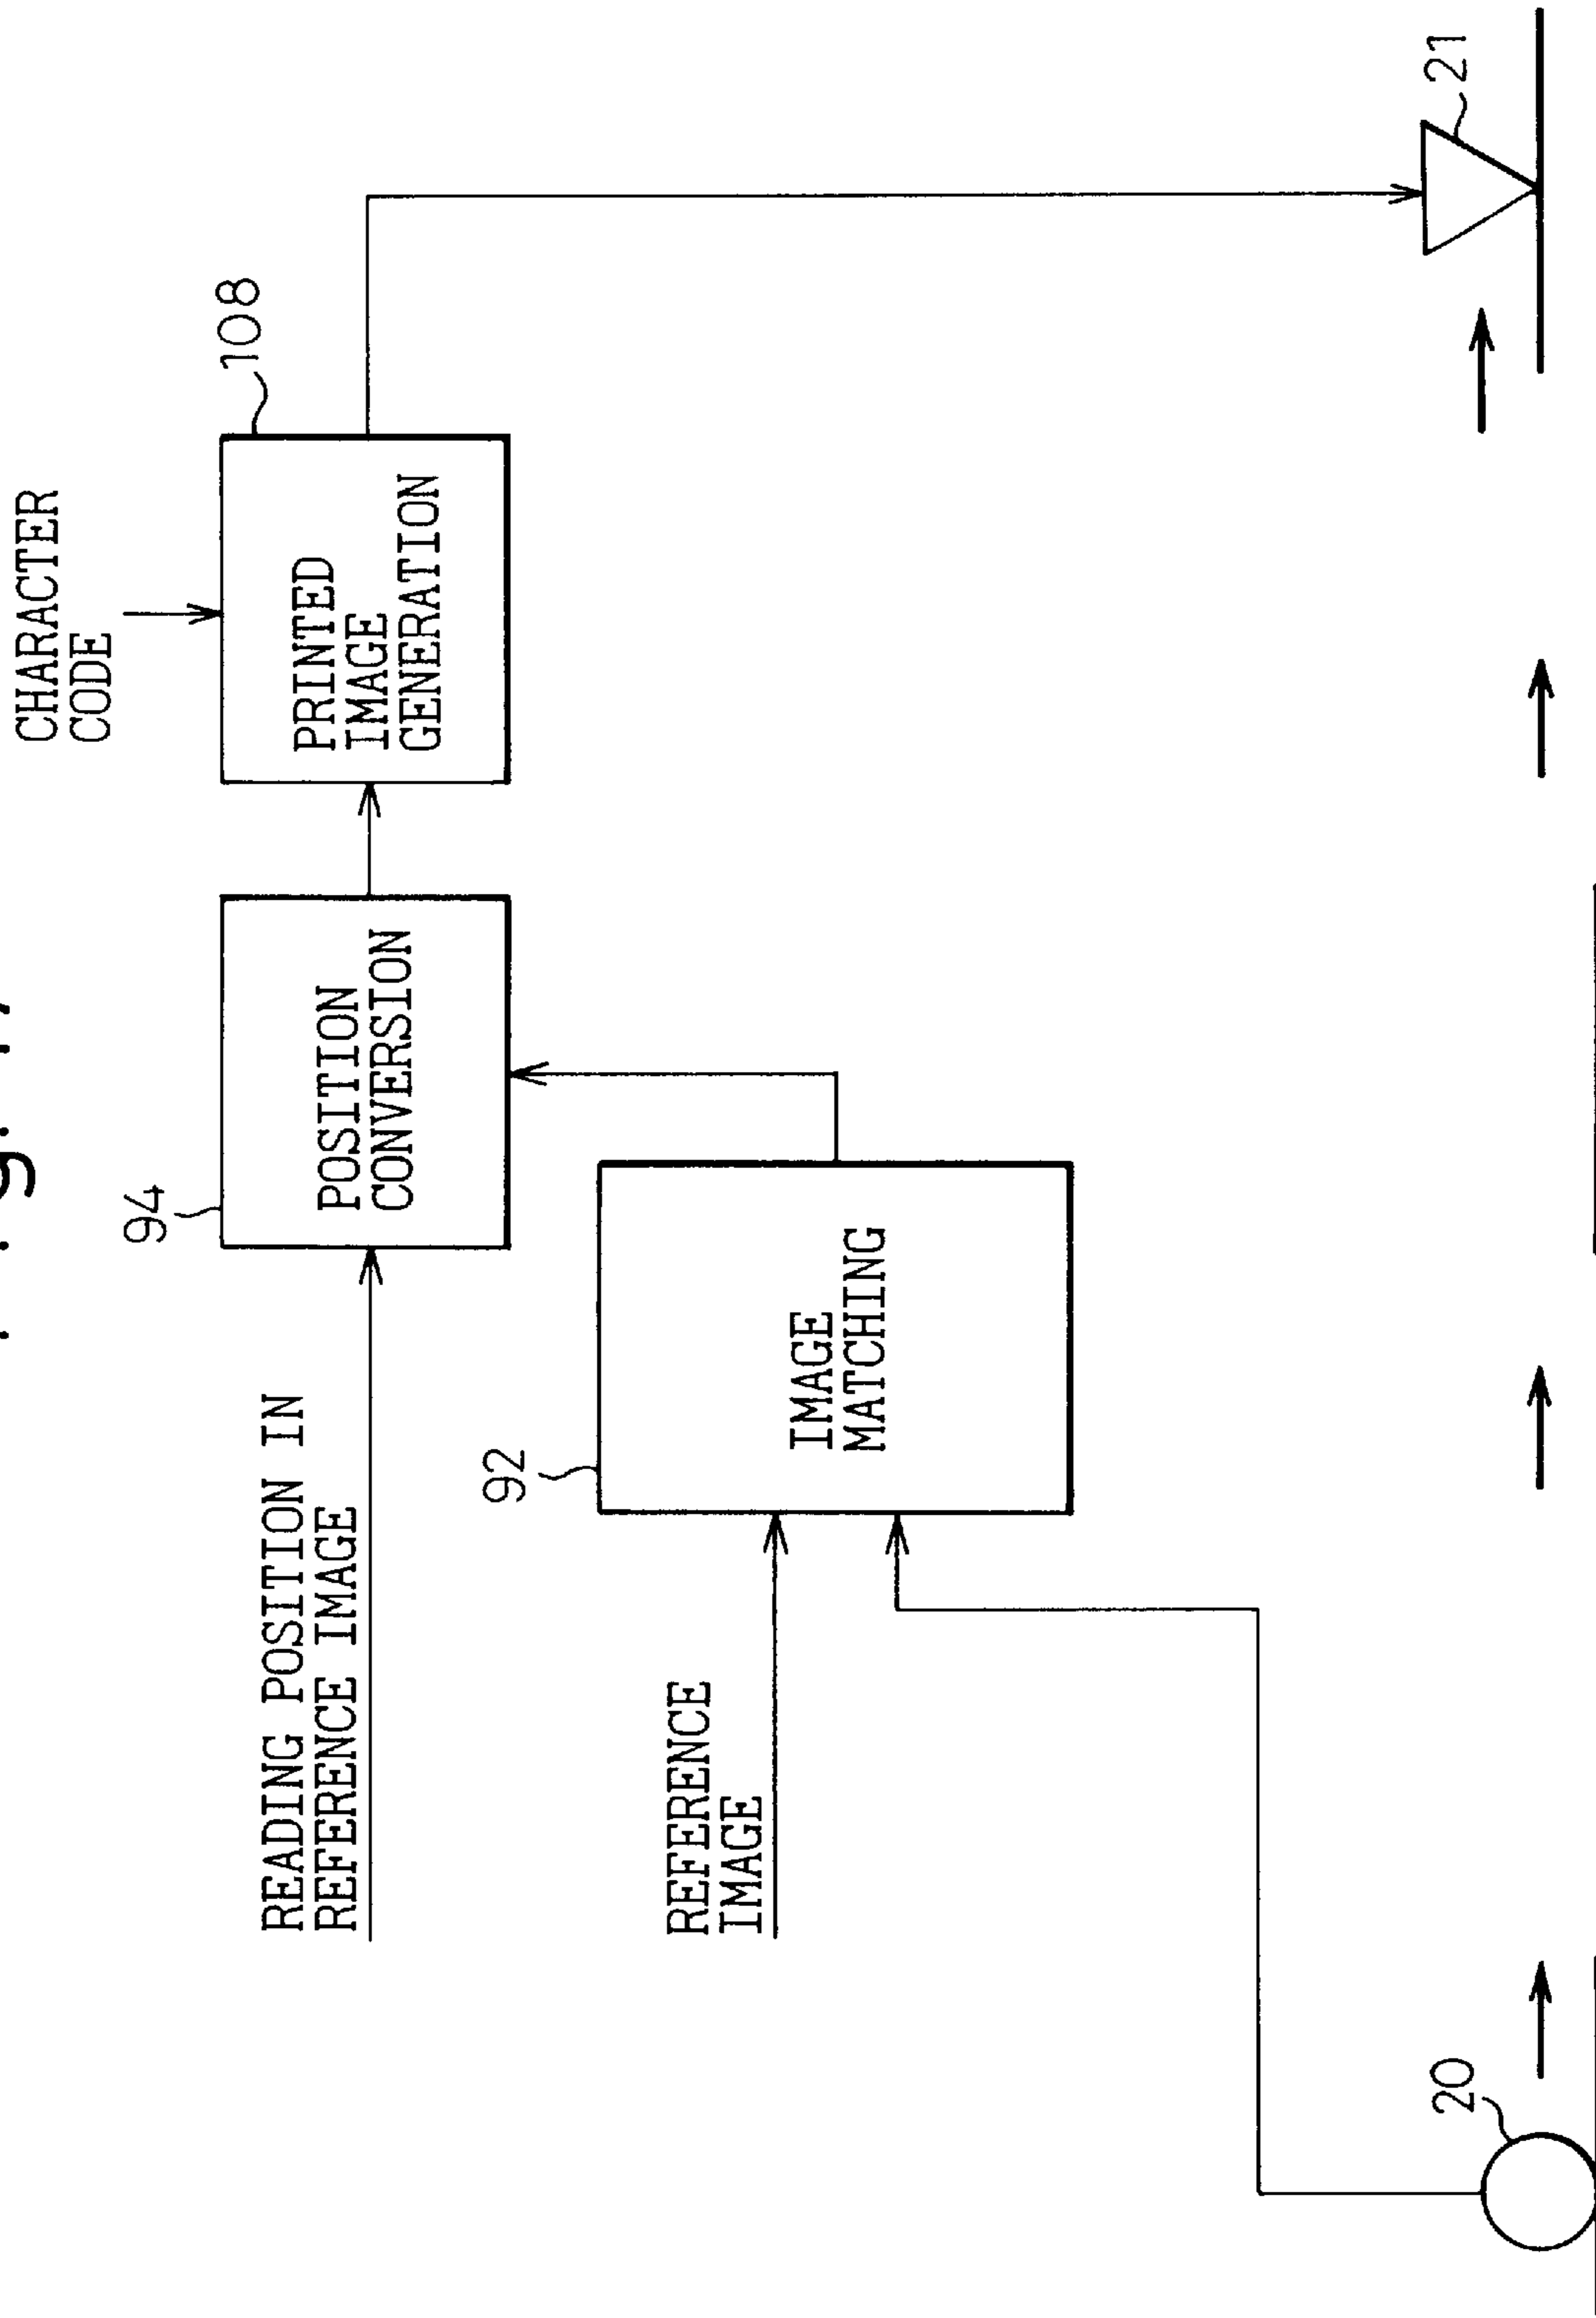 READING POSITION IN
REFERENCE IMAGE
94
POSITION
CONVERSION
CHARACTER
CODE
108
PRINTED
IMAGE
GENERATION
REFERENCE
IMAGE
92
IMAGE
MATCHING
20
21